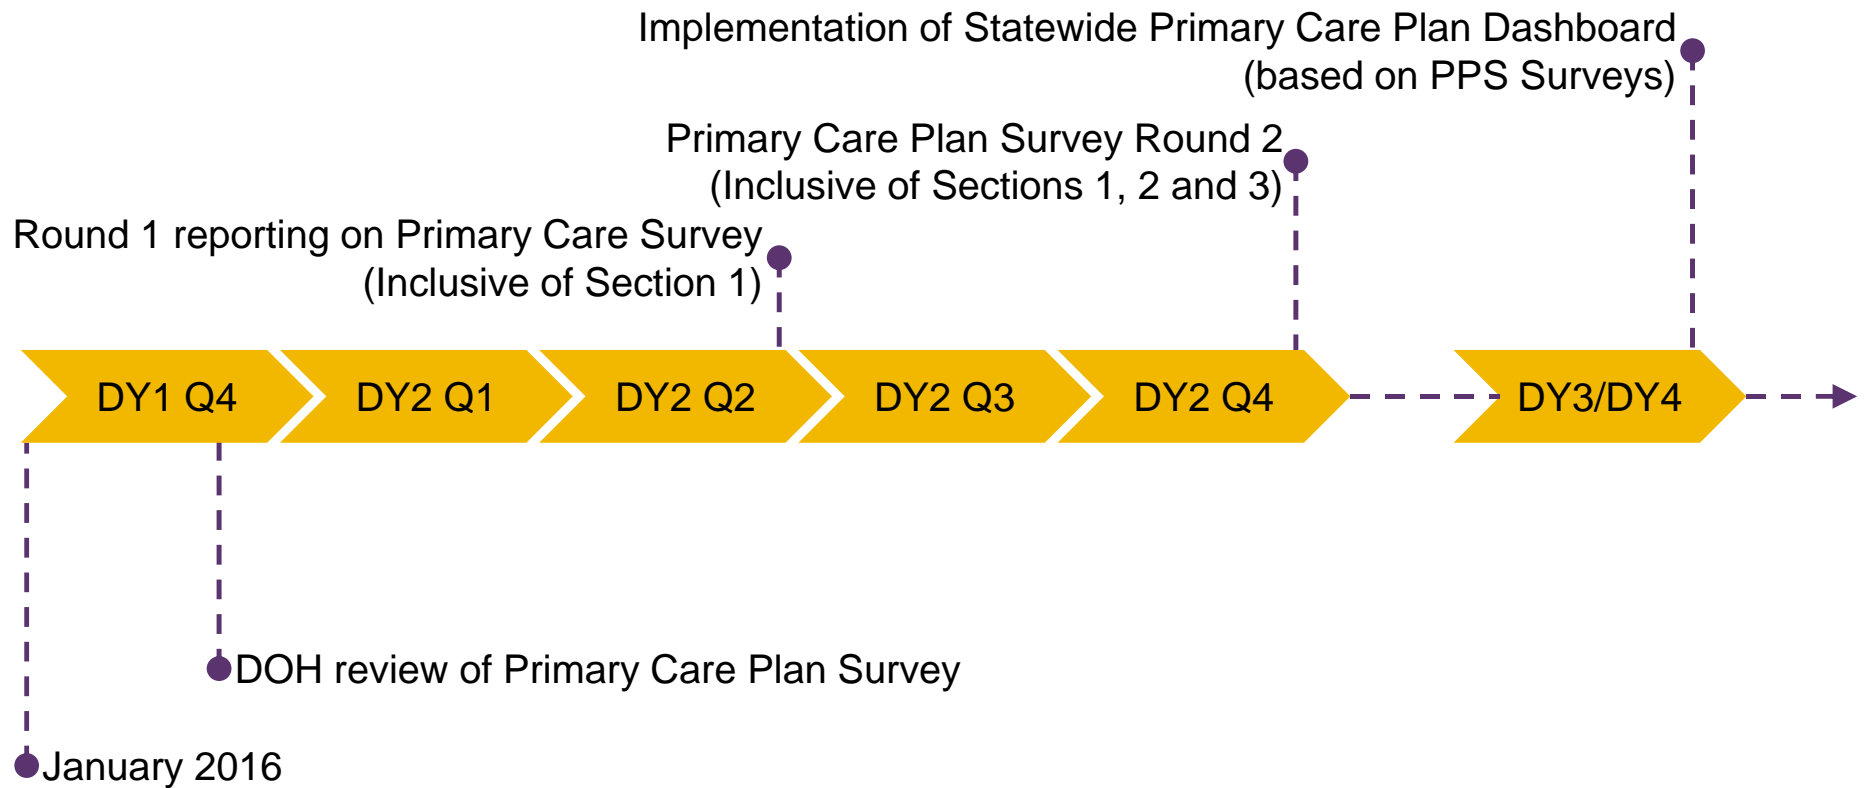 Implementation of Statewide Primary Care Plan Dashboard
(based on PPS Surveys)
Primary Care Plan Survey Round 2
(Inclusive of Sections 1, 2 and 3)
Round 1 reporting on Primary Care Survey
(Inclusive of Section 1)
DY1 Q4
DY2 Q1
DY2 Q2
DY2 Q3
DY2 Q4
DY3/DY4
DOH review of Primary Care Plan Survey
January 2016